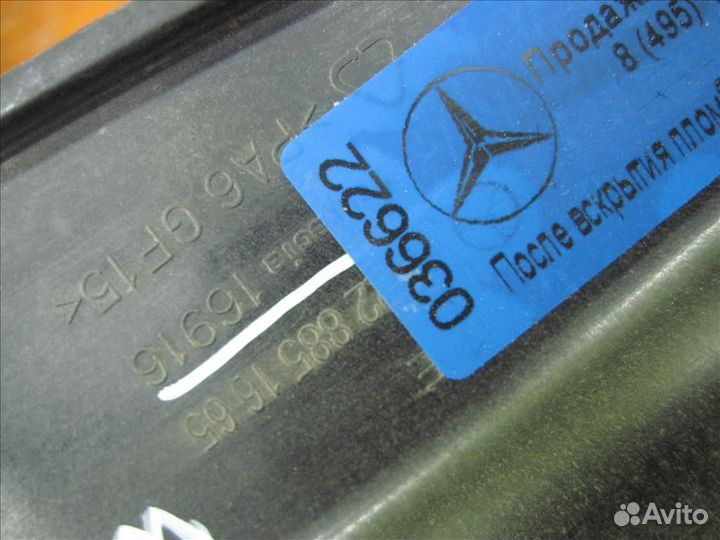 Продаж
8 (495)
После вскрытия плом
036622
>PA6 GF15<
16916
2 885 15 65
Avito